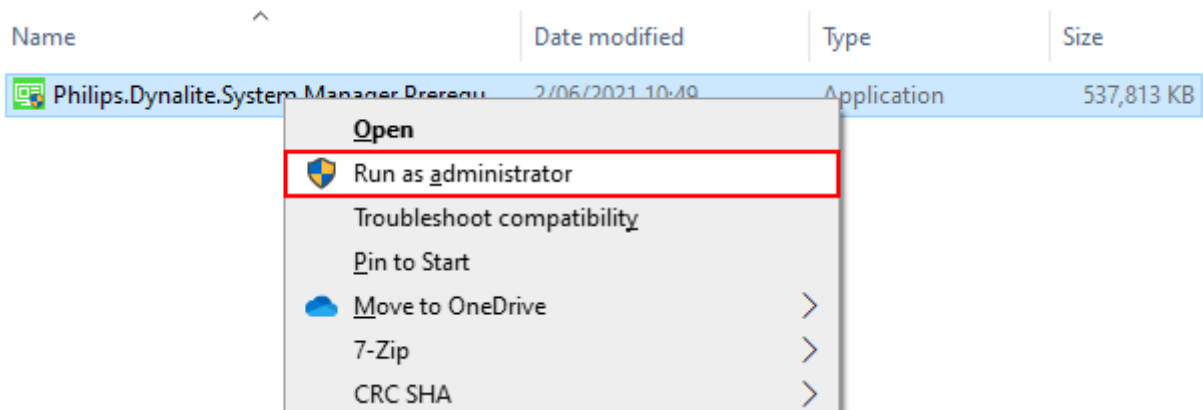 Name Date modified Type Size
Philips.Dynalite.System Manager Prerequ... 2/06/2021 10:49 Application 537,813 KB
Open
Run as administrator
Troubleshoot compatibility
Pin to Start
Move to OneDrive
7-Zip
CRC SHA